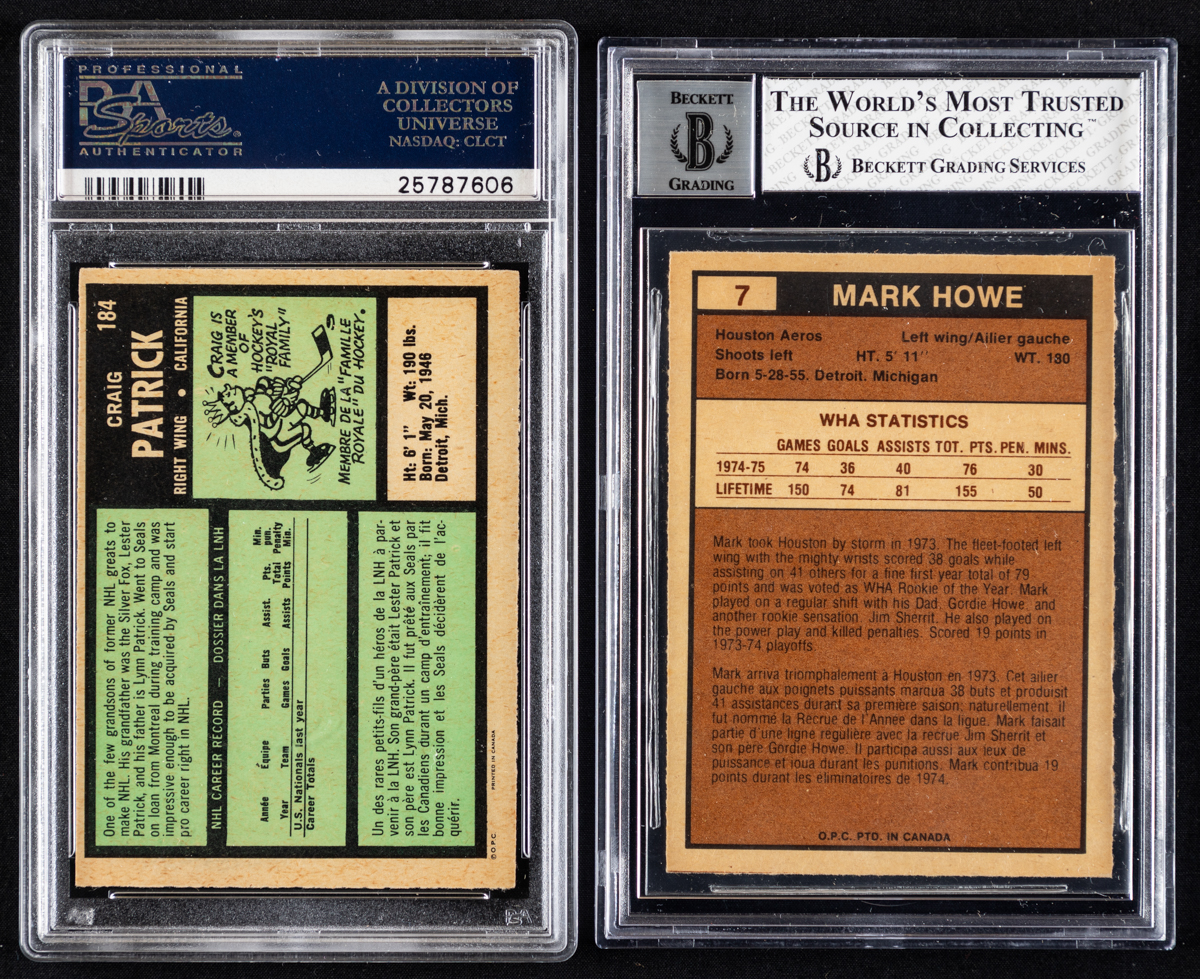 PROFESSIONAL
PSA
Sports.
AUTHENTICATOR
A DIVISION OF
COLLECTORS
UNIVERSE
NASDAQ: CLCT
25787606
184
CRAIG
PATRICK
RIGHT WING • CALIFORNIA
CRAIG IS
A MEMBER
OF
HOCKEY'S
"ROYAL
FAMILY"
MEMBRE DE LA "FAMILLE
ROYALE" DU HOCKEY.
Ht: 6' 1" Wt: 190 lbs.
Born: May 20, 1946
Detroit, Mich.
One of the few grandsons of former NHL greats to
make NHL. His grandfather was the Silver Fox, Lester
Patrick, and his father is Lynn Patrick. Went to Seals
on loan from Montreal during training camp and was
impressive enough to be acquired by Seals and start
pro career right in NHL.
NHL CAREER RECORD — DOSSIER DANS LA LNH
Année Équipe Parties Buts Assist. Pts. Min. pun.
Year Team Games Goals Assists Total Points Penalty Min.
U.S. Nationals last year
Career Totals
Un des rares petits-fils d'un héros de la LNH à par-
venir à la LNH. Son grand-père était Lester Patrick et
son père est Lynn Patrick. Il fut prêté aux Seals par
les Canadiens durant un camp d'entraînement; il fit
bonne impression et les Seals décidèrent de l'ac-
quérir.
© O.P.C. PRINTED IN CANADA
PSA
BECKETT
B
GRADING
THE WORLD'S MOST TRUSTED
SOURCE IN COLLECTING™
B BECKETT GRADING SERVICES
7 MARK HOWE
Houston Aeros Left wing/Ailier gauche
Shoots left HT. 5' 11'' WT. 180
Born 5-28-55. Detroit. Michigan
WHA STATISTICS
GAMES GOALS ASSISTS TOT. PTS. PEN. MINS.
1974-75 74 36 40 76 30
LIFETIME 150 74 81 155 50
Mark took Houston by storm in 1973. The fleet-footed left
wing with the mighty wrists scored 38 goals while
assisting on 41 others for a fine first year total of 79
points and was voted as WHA Rookie of the Year. Mark
played on a regular shift with his Dad, Gordie Howe, and
another rookie sensation, Jim Sherrit. He also played on
the power play and killed penalties. Scored 19 points in
1973-74 playoffs.
Mark arriva triomphalement a Houston en 1973. Cet ailier
gauche aux poignets puissants marqua 38 buts et produisit
41 assistances durant sa première saison; naturellement, il
fut nommé la Recrue de l'Annee dans la ligue. Mark faisait
partie d'une ligne regulière avec la recrue Jim Sherrit et
son père Gordie Howe. Il participa aussi aux jeux de
puissance et ioua durant les punitions. Mark contribua 19
points durant les eliminatoires de 1974.
O.P.C. PTD. IN CANADA